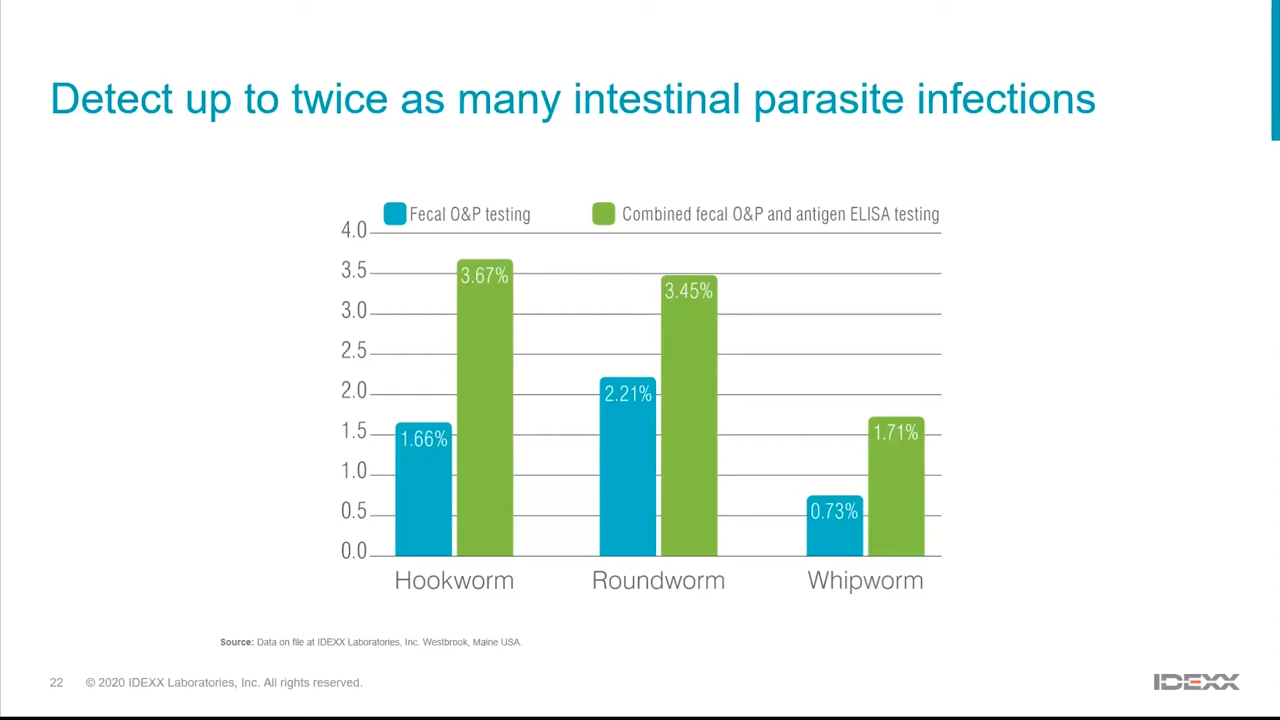 Detect up to twice as many intestinal parasite infections
Fecal O&P testing
Combined fecal O&P and antigen ELISA testing
4.0
3.5
3.0
2.5
2.0
1.5
1.0
0.5
0.0
1.66%
3.67%
2.21%
3.45%
0.73%
1.71%
Hookworm
Roundworm
Whipworm
Source: Data on file at IDEXX Laboratories, Inc. Westbrook, Maine USA.
22
© 2020 IDEXX Laboratories, Inc. All rights reserved.
IDEXX